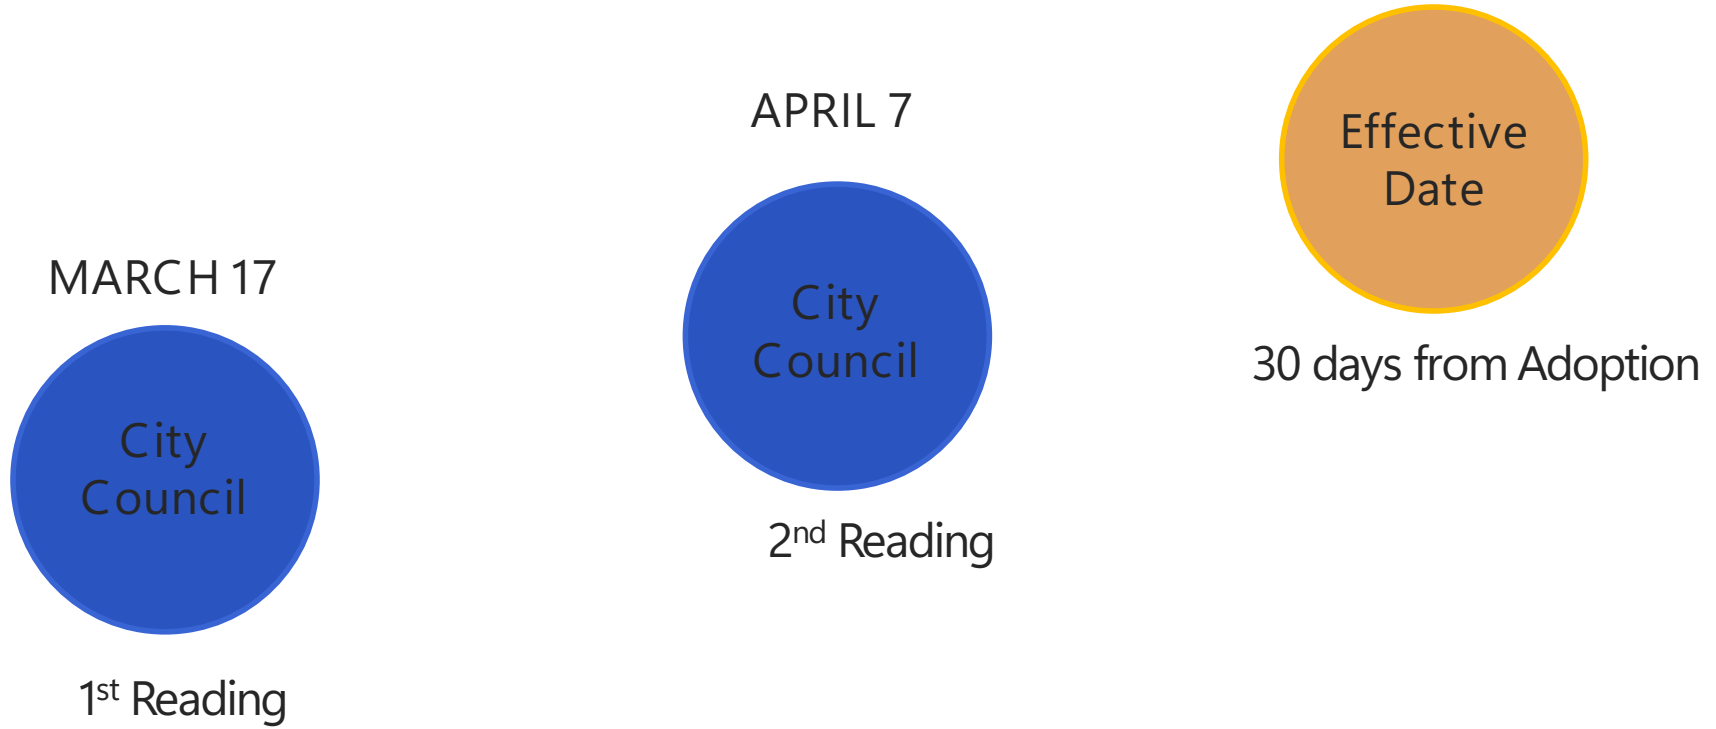 MARCH 17
City
Council
1st Reading
APRIL 7
City
Council
2nd Reading
Effective
Date
30 days from Adoption